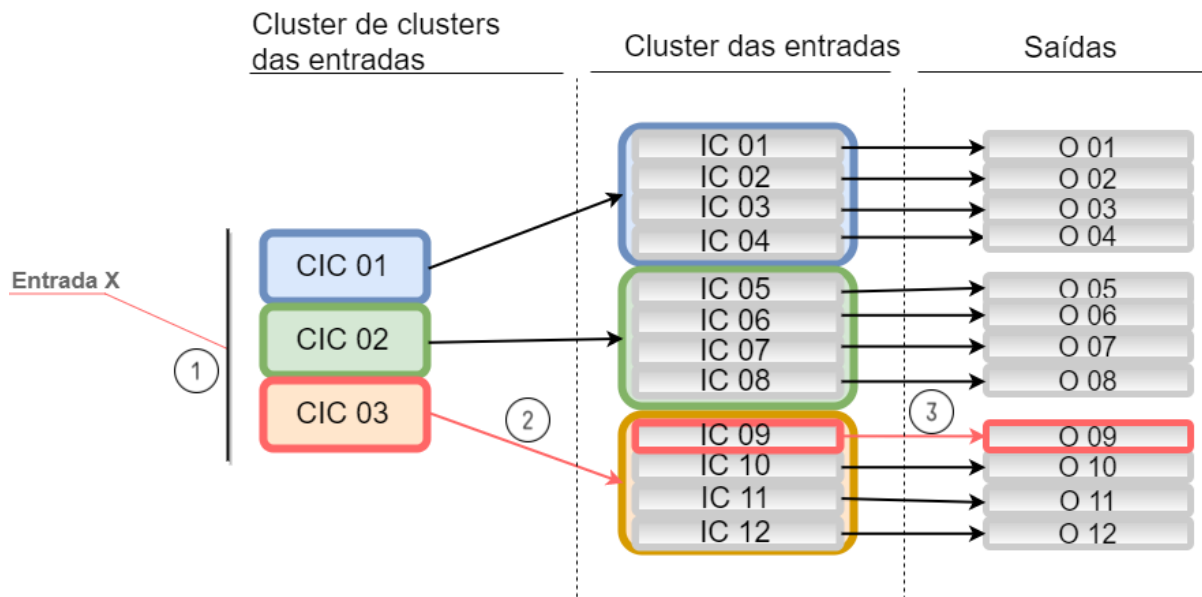 Cluster de clusters
das entradas
Cluster das entradas
Saídas
Entrada X
1
CIC 01
CIC 02
CIC 03
2
IC 01
IC 02
IC 03
IC 04
IC 05
IC 06
IC 07
IC 08
IC 09
IC 10
IC 11
IC 12
3
O 01
O 02
O 03
O 04
O 05
O 06
O 07
O 08
O 09
O 10
O 11
O 12